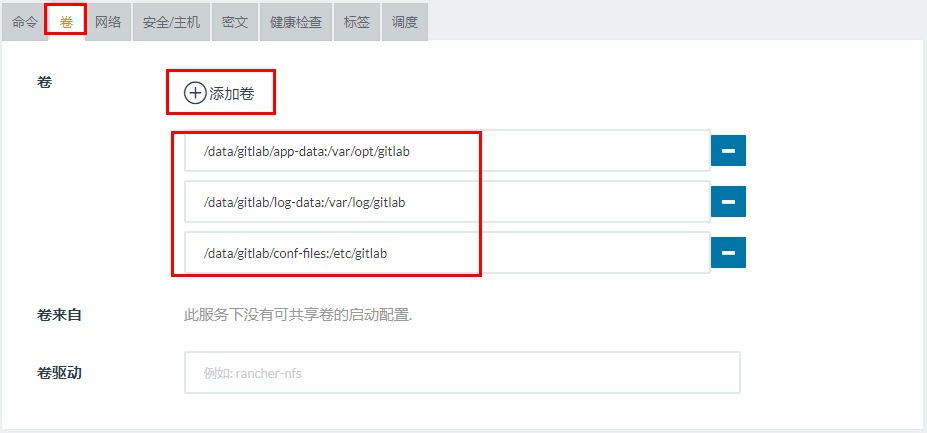 命令 卷 网络 安全/主机 密文 健康检查 标签 调度
卷
添加卷
/data/gitlab/app-data:/var/opt/gitlab
/data/gitlab/log-data:/var/log/gitlab
/data/gitlab/conf-files:/etc/gitlab
卷来自 此服务下没有可共享卷的启动配置.
卷驱动 例如: rancher-nfs